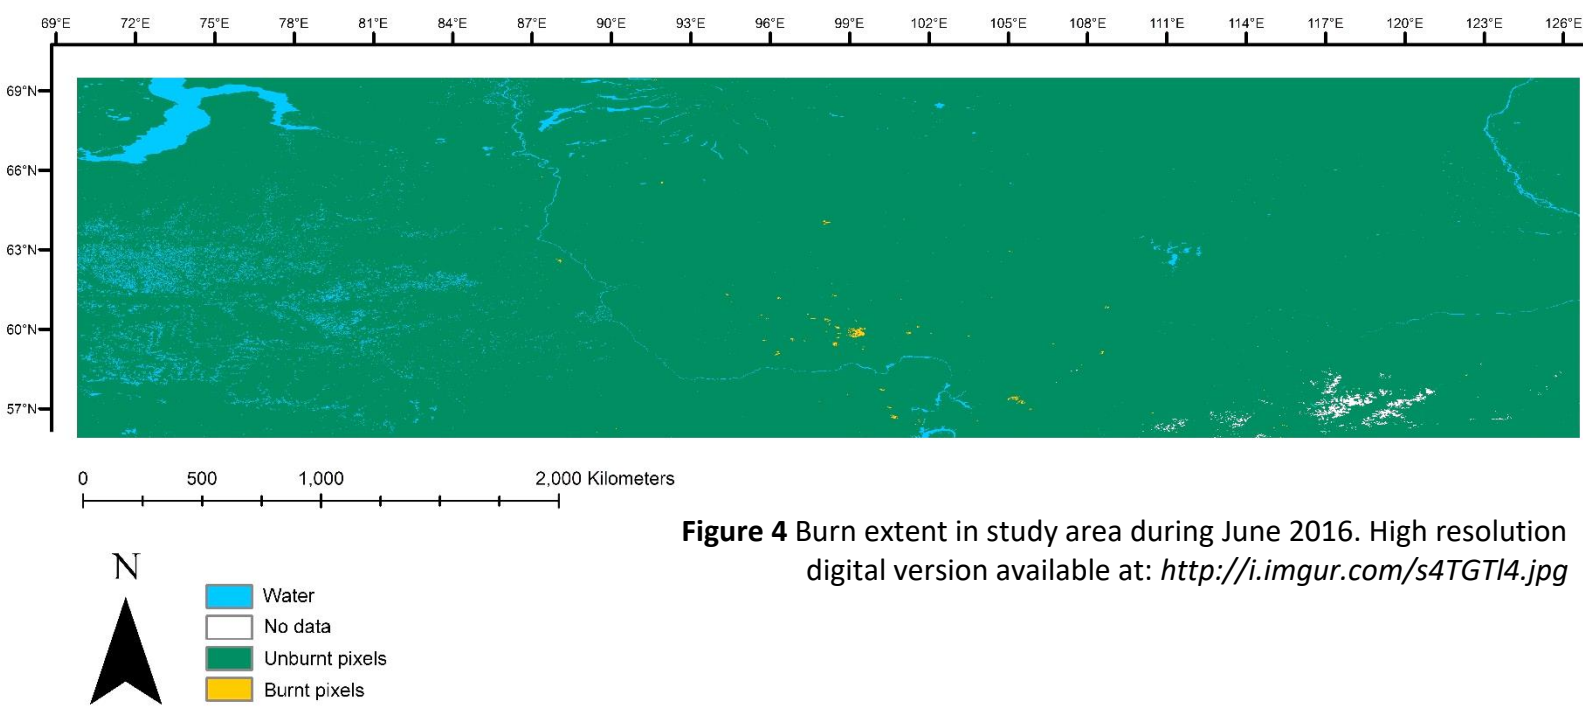 69°E 72°E 75°E 78°E 81°E 84°E 87°E 90°E 93°E 96°E 99°E 102°E 105°E 108°E 111°E 114°E 117°E 120°E 123°E 126°E
69°N
66°N
63°N
60°N
57°N
0 500 1,000 2,000 Kilometers
Figure 4 Burn extent in study area during June 2016. High resolution
digital version available at: http://i.imgur.com/s4TGTl4.jpg
N
Water
No data
Unburnt pixels
Burnt pixels